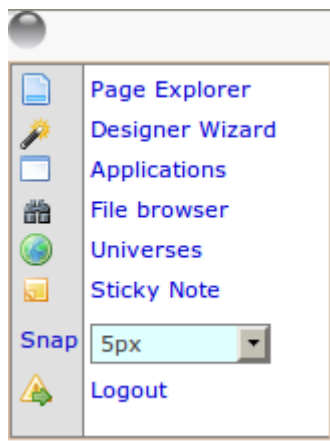 Page Explorer
Designer Wizard
Applications
File browser
Universes
Sticky Note
Snap 5px
Logout